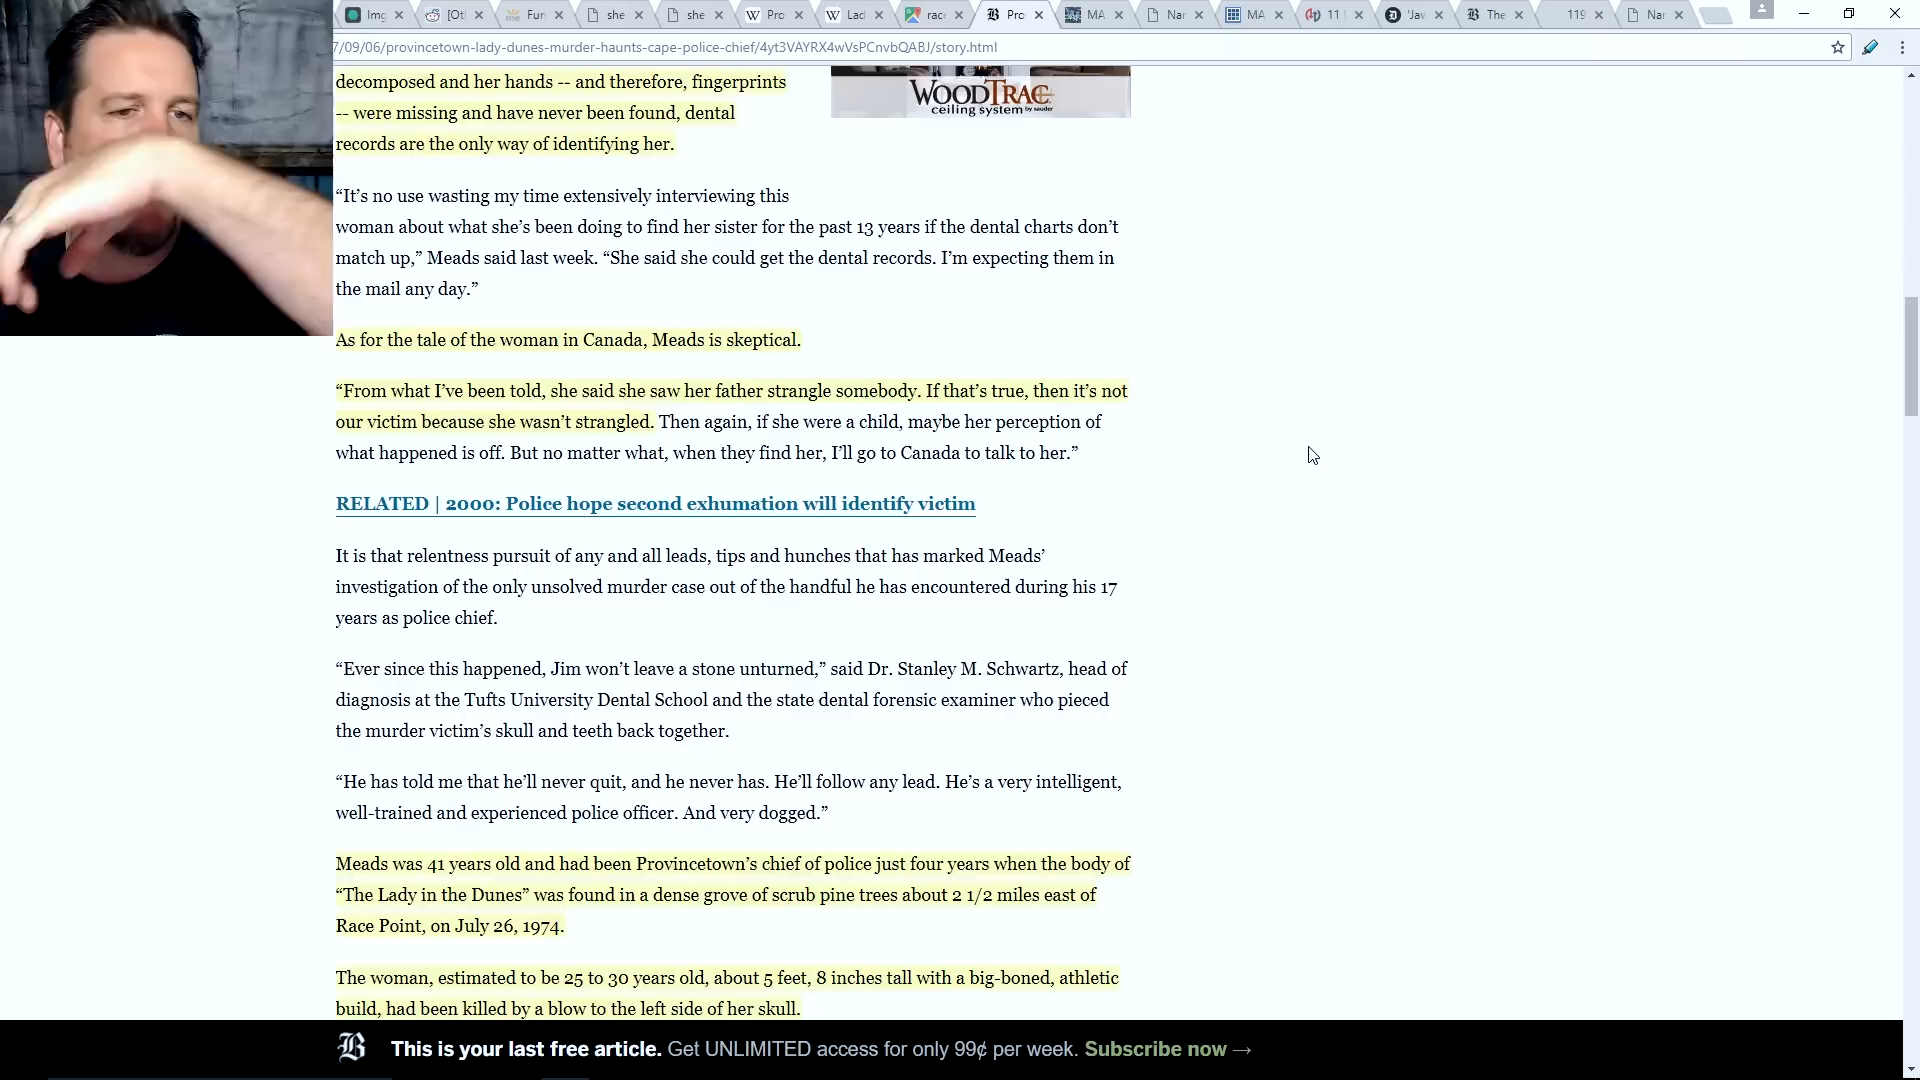 Img
[Ot
Fun
she
she
Pro
Lad
race
Pro
MA
Nar
MA
11
'Jav
The
119
Nar
7/09/06/provincetown-lady-dunes-murder-haunts-cape-police-chief/4yt3VAYRX4wVsPCnvbQABJ/story.html
decomposed and her hands -- and therefore, fingerprints
-- were missing and have never been found, dental
records are the only way of identifying her.
WOODTRAC
ceiling system by sauder
“It’s no use wasting my time extensively interviewing this
woman about what she’s been doing to find her sister for the past 13 years if the dental charts don’t
match up,” Meads said last week. “She said she could get the dental records. I’m expecting them in
the mail any day.”
As for the tale of the woman in Canada, Meads is skeptical.
“From what I’ve been told, she said she saw her father strangle somebody. If that’s true, then it’s not
our victim because she wasn’t strangled. Then again, if she were a child, maybe her perception of
what happened is off. But no matter what, when they find her, I’ll go to Canada to talk to her.”
RELATED | 2000: Police hope second exhumation will identify victim
It is that relentness pursuit of any and all leads, tips and hunches that has marked Meads’
investigation of the only unsolved murder case out of the handful he has encountered during his 17
years as police chief.
“Ever since this happened, Jim won’t leave a stone unturned,” said Dr. Stanley M. Schwartz, head of
diagnosis at the Tufts University Dental School and the state dental forensic examiner who pieced
the murder victim’s skull and teeth back together.
“He has told me that he’ll never quit, and he never has. He’ll follow any lead. He’s a very intelligent,
well-trained and experienced police officer. And very dogged.”
Meads was 41 years old and had been Provincetown’s chief of police just four years when the body of
“The Lady in the Dunes” was found in a dense grove of scrub pine trees about 2 1/2 miles east of
Race Point, on July 26, 1974.
The woman, estimated to be 25 to 30 years old, about 5 feet, 8 inches tall with a big-boned, athletic
build, had been killed by a blow to the left side of her skull.
B This is your last free article. Get UNLIMITED access for only 99¢ per week. Subscribe now →